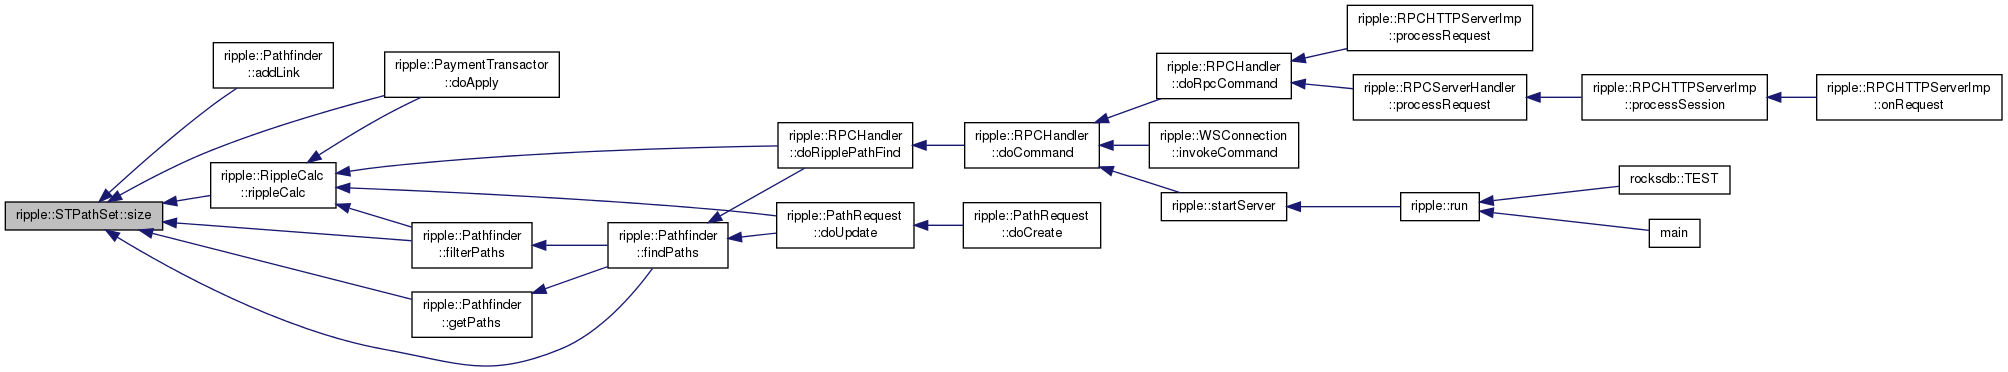 ripple::STPathSet::size
ripple::Pathfinder
::addLink
ripple::PaymentTransactor
::doApply
ripple::RippleCalc
::rippleCalc
ripple::Pathfinder
::filterPaths
ripple::Pathfinder
::getPaths
ripple::Pathfinder
::findPaths
ripple::RPCHandler
::doRipplePathFind
ripple::PathRequest
::doUpdate
ripple::RPCHandler
::doCommand
ripple::PathRequest
::doCreate
ripple::RPCHandler
::doRpcCommand
ripple::WSConnection
::invokeCommand
ripple::startServer
ripple::RPCHTTPServerImp
::processRequest
ripple::RPCServerHandler
::processRequest
ripple::run
ripple::RPCHTTPServerImp
::processSession
rocksdb::TEST
main
ripple::RPCHTTPServerImp
::onRequest